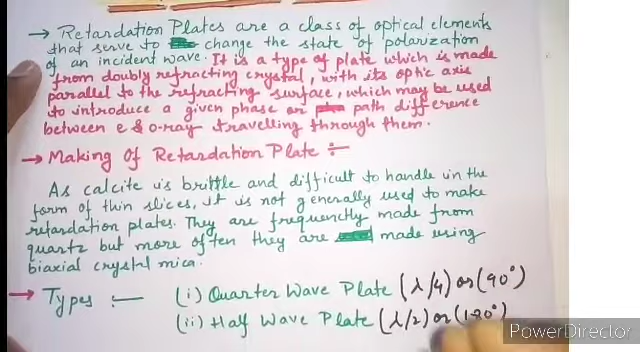 → Retardation Plates are a class of optical elements
that serve to change the state of polarization
of an incident wave. It is a type of plate which is made
from doubly refracting crystal, with its optic axis
parallel to the refracting surface, which may be used
to introduce a given phase or path difference
between e & o-ray travelling through them.
→ Making Of Retardation Plate :-
As calcite is brittle and difficult to handle in the
form of thin slices, it is not generally used to make
retardation plates. They are frequently made from
quartz but more often they are made using
biaxial crystal mica.
→ Types :- (i) Quarter Wave Plate (λ/4) or (90°)
(ii) Half Wave Plate (λ/2) or (180°)
PowerDirector